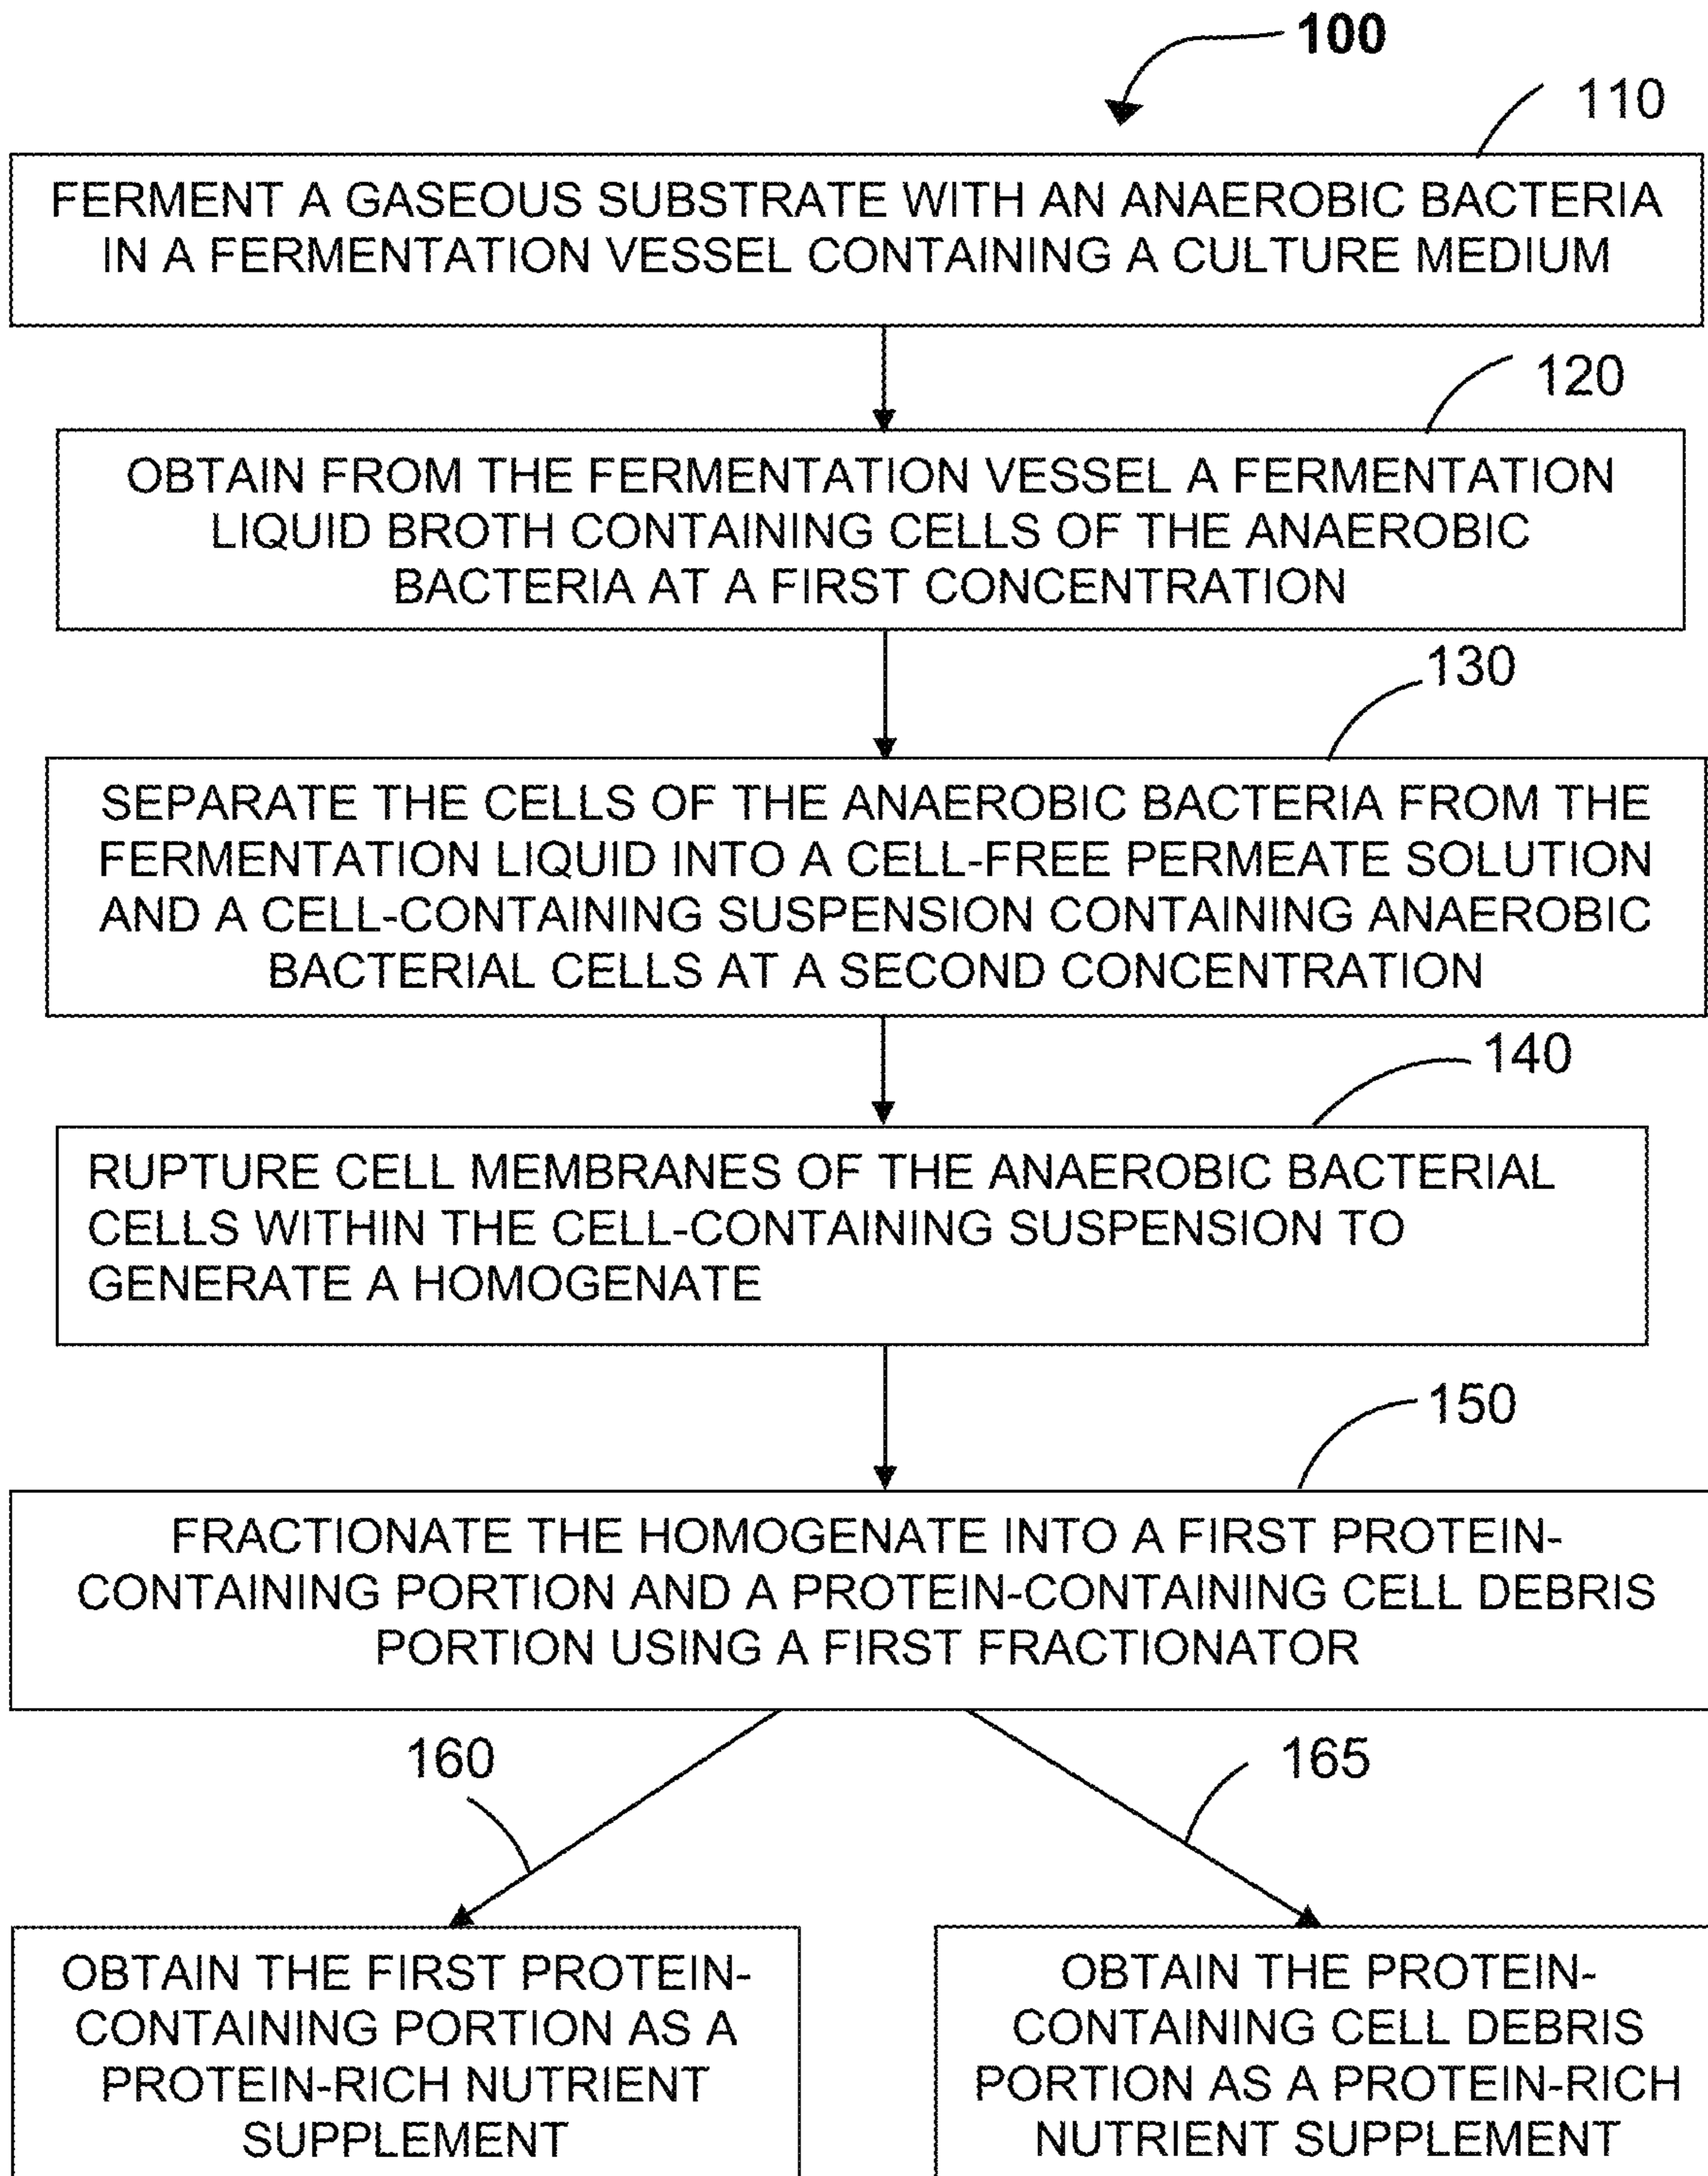 100
110
FERMENT A GASEOUS SUBSTRATE WITH AN ANAEROBIC BACTERIA
IN A FERMENTATION VESSEL CONTAINING A CULTURE MEDIUM
120
OBTAIN FROM THE FERMENTATION VESSEL A FERMENTATION
LIQUID BROTH CONTAINING CELLS OF THE ANAEROBIC
BACTERIA AT A FIRST CONCENTRATION
130
SEPARATE THE CELLS OF THE ANAEROBIC BACTERIA FROM THE
FERMENTATION LIQUID INTO A CELL-FREE PERMEATE SOLUTION
AND A CELL-CONTAINING SUSPENSION CONTAINING ANAEROBIC
BACTERIAL CELLS AT A SECOND CONCENTRATION
140
RUPTURE CELL MEMBRANES OF THE ANAEROBIC BACTERIAL
CELLS WITHIN THE CELL-CONTAINING SUSPENSION TO
GENERATE A HOMOGENATE
150
FRACTIONATE THE HOMOGENATE INTO A FIRST PROTEIN-
CONTAINING PORTION AND A PROTEIN-CONTAINING CELL DEBRIS
PORTION USING A FIRST FRACTIONATOR
160
165
OBTAIN THE FIRST PROTEIN-
CONTAINING PORTION AS A
PROTEIN-RICH NUTRIENT
SUPPLEMENT
OBTAIN THE PROTEIN-
CONTAINING CELL DEBRIS
PORTION AS A PROTEIN-RICH
NUTRIENT SUPPLEMENT